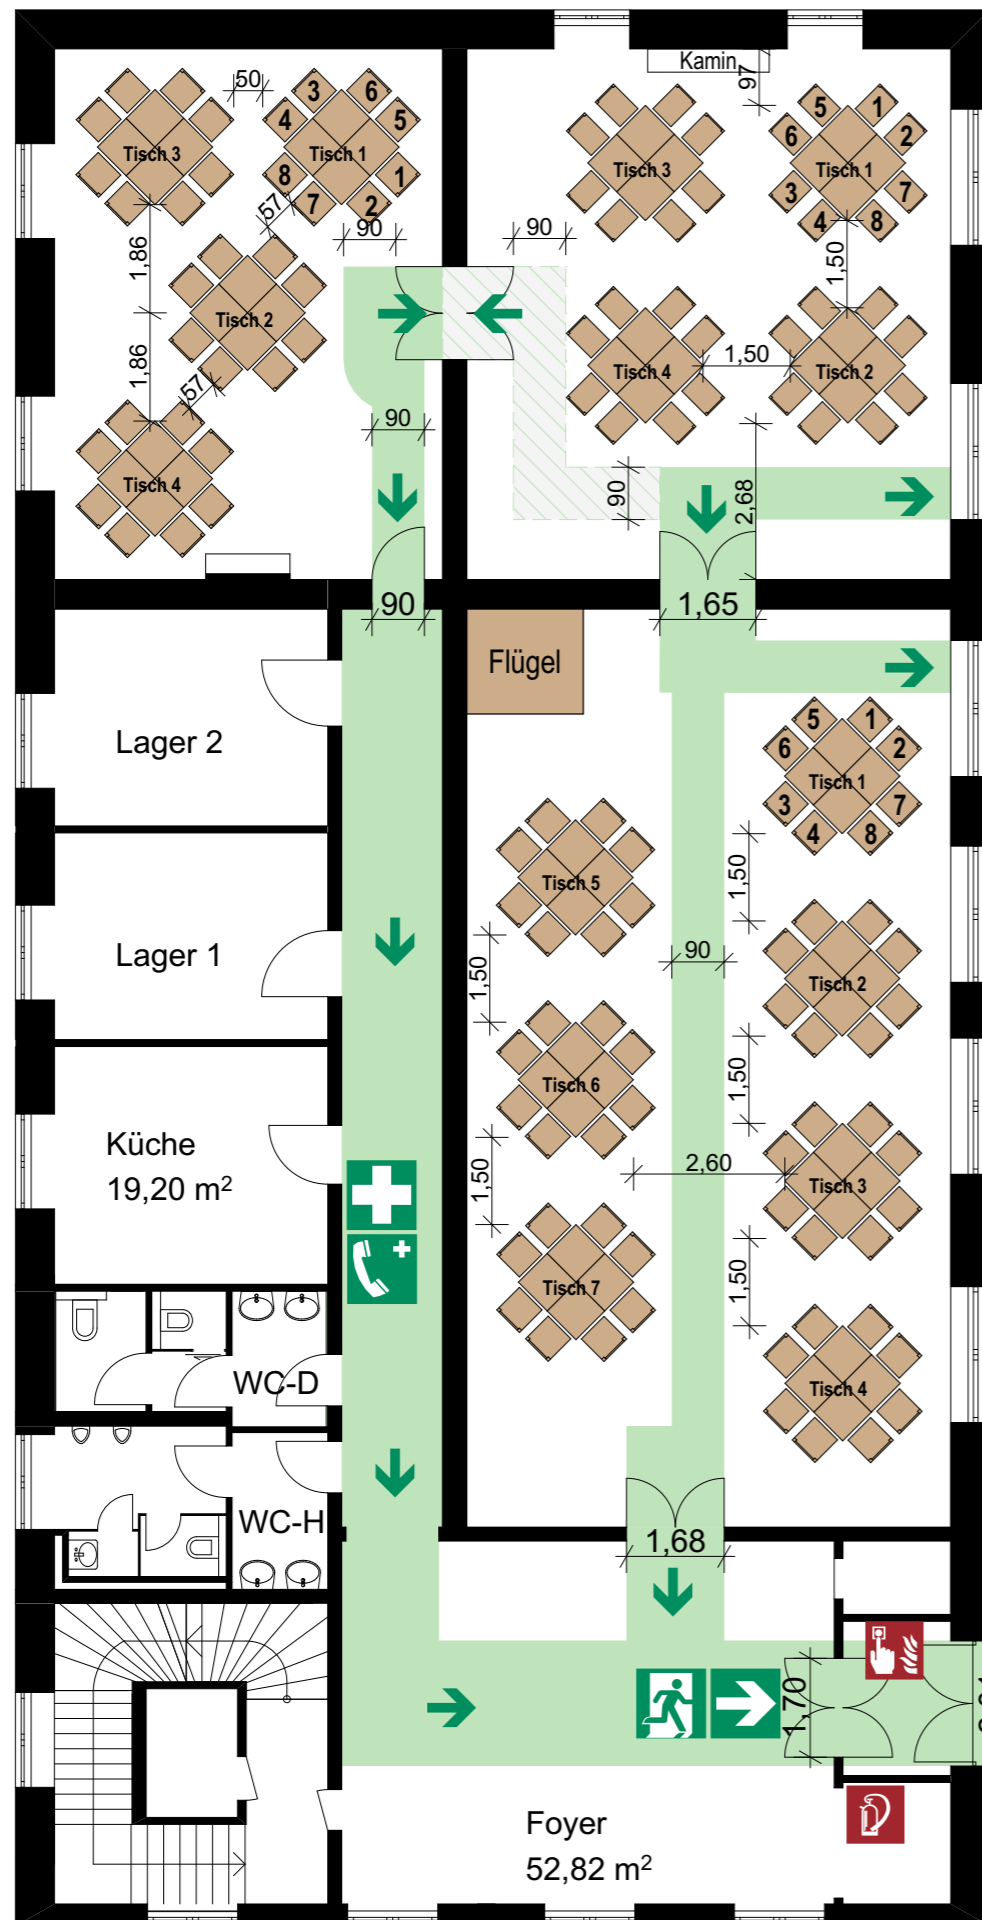 50
3
6
4
5
8
1
7
2
Tisch 3
Tisch 1
57
90
1,86
Tisch 2
1,86
57
90
Tisch 4
90
Kamin
97
5
1
6
2
3
7
4
8
Tisch 3
Tisch 1
90
1,50
Tisch 4
1,50
Tisch 2
90
2,68
1,65
Flügel
Lager 2
Lager 1
Küche
19,20 m²
WC-D
WC-H
5
1
6
2
Tisch 1
3
7
4
8
1,50
Tisch 5
1,50
90
Tisch 2
1,50
Tisch 6
1,50
2,60
Tisch 3
1,50
Tisch 7
Tisch 4
1,68
1,70
Foyer
52,82 m²